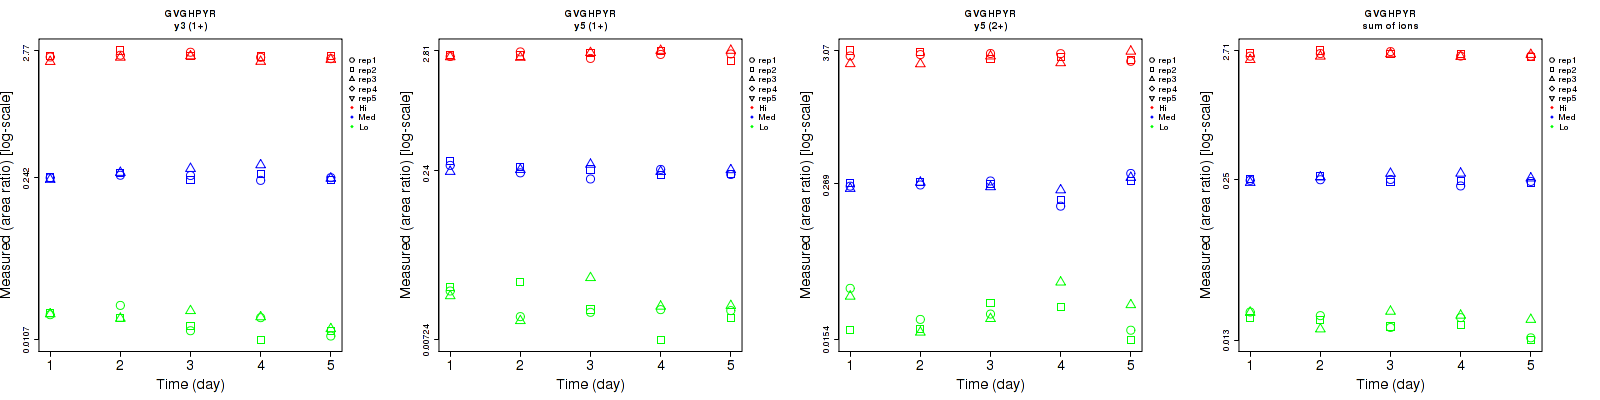 GVGHPYR
y3 (1+)
2.77
0.242
0.0107
Measured (area ratio) [log-scale]
1 2 3 4 5
Time (day)
rep1
rep2
rep3
rep4
rep5
Hi
Med
Lo
GVGHPYR
y5 (1+)
2.81
0.24
0.00724
Measured (area ratio) [log-scale]
1 2 3 4 5
Time (day)
rep1
rep2
rep3
rep4
rep5
Hi
Med
Lo
GVGHPYR
y5 (2+)
3.07
0.269
0.0154
Measured (area ratio) [log-scale]
1 2 3 4 5
Time (day)
rep1
rep2
rep3
rep4
rep5
Hi
Med
Lo
GVGHPYR
sum of ions
2.71
0.25
0.013
Measured (area ratio) [log-scale]
1 2 3 4 5
Time (day)
rep1
rep2
rep3
rep4
rep5
Hi
Med
Lo